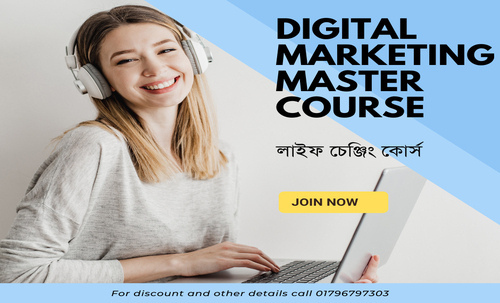 DIGITAL
MARKETING
MASTER
COURSE
লাইফ চেঞ্জিং কোর্স
JOIN NOW
For discount and other details call 01796797303